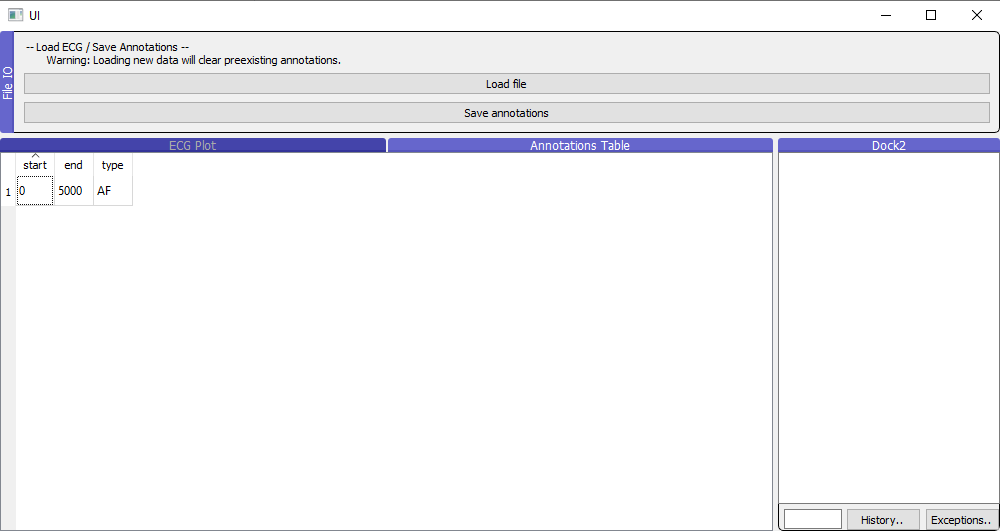 UI
File IO
-- Load ECG / Save Annotations --
Warning: Loading new data will clear preexisting annotations.
Load file
Save annotations
ECG Plot
Annotations Table
Dock2
start end type
1 0 5000 AF
History..
Exceptions..